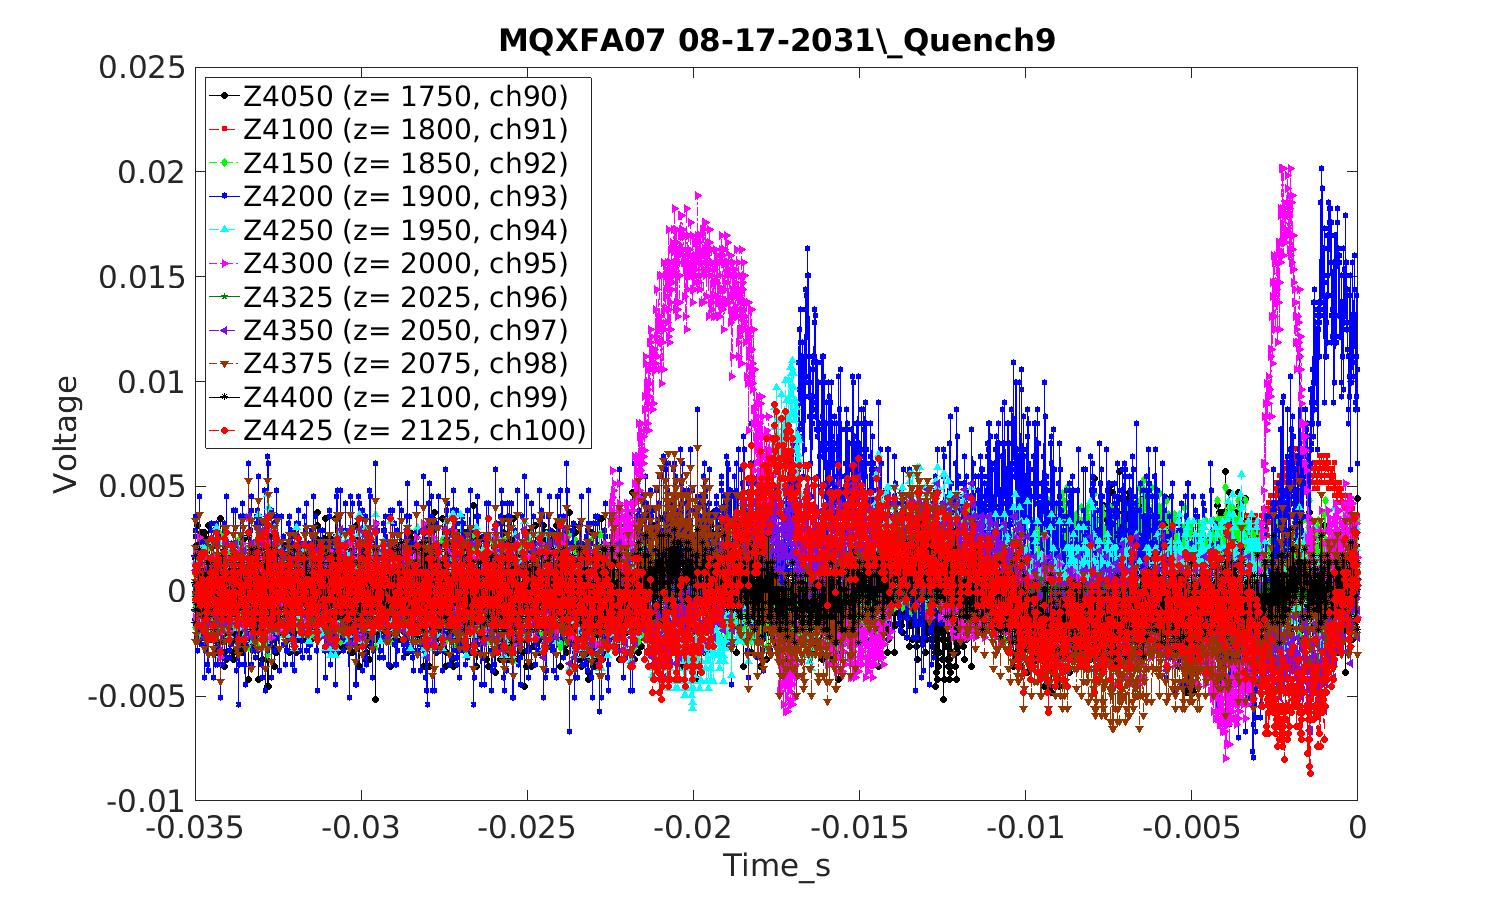 MQXFA07 08-17-2031\_Quench9
0.025
0.02
0.015
0.01
0.005
0
-0.005
-0.01
Voltage
Z4050 (z= 1750, ch90)
Z4100 (z= 1800, ch91)
Z4150 (z= 1850, ch92)
Z4200 (z= 1900, ch93)
Z4250 (z= 1950, ch94)
Z4300 (z= 2000, ch95)
Z4325 (z= 2025, ch96)
Z4350 (z= 2050, ch97)
Z4375 (z= 2075, ch98)
Z4400 (z= 2100, ch99)
Z4425 (z= 2125, ch100)
-0.035 -0.03 -0.025 -0.02 -0.015 -0.01 -0.005 0
Time_s